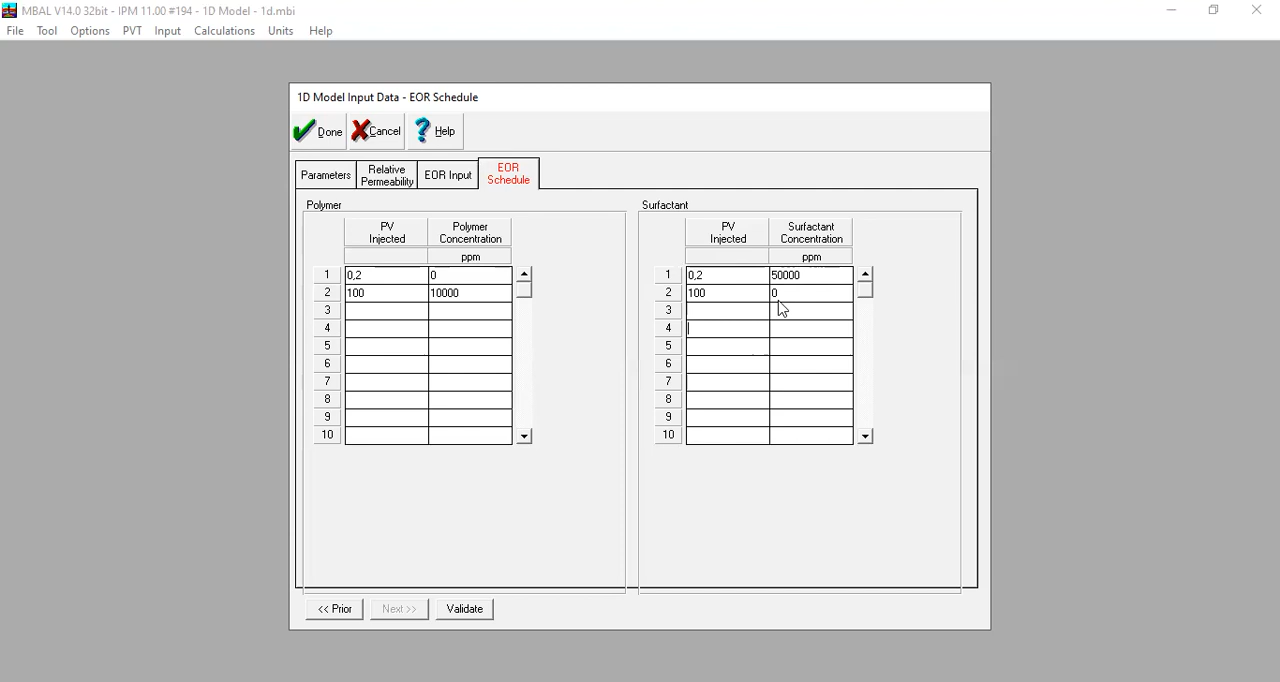 MBAL V14.0 32bit - IPM 11.00 #194 - 1D Model - 1d.mbi
File Tool Options PVT Input Calculations Units Help
1D Model Input Data - EOR Schedule
Done Cancel Help
Parameters Relative Permeability EOR Input EOR Schedule
Polymer
PV Injected Polymer Concentration
ppm
1 0,2 0
2 100 10000
3
4
5
6
7
8
9
10
Surfactant
PV Injected Surfactant Concentration
ppm
1 0,2 50000
2 100 0
3
4
5
6
7
8
9
10
<< Prior Next >> Validate